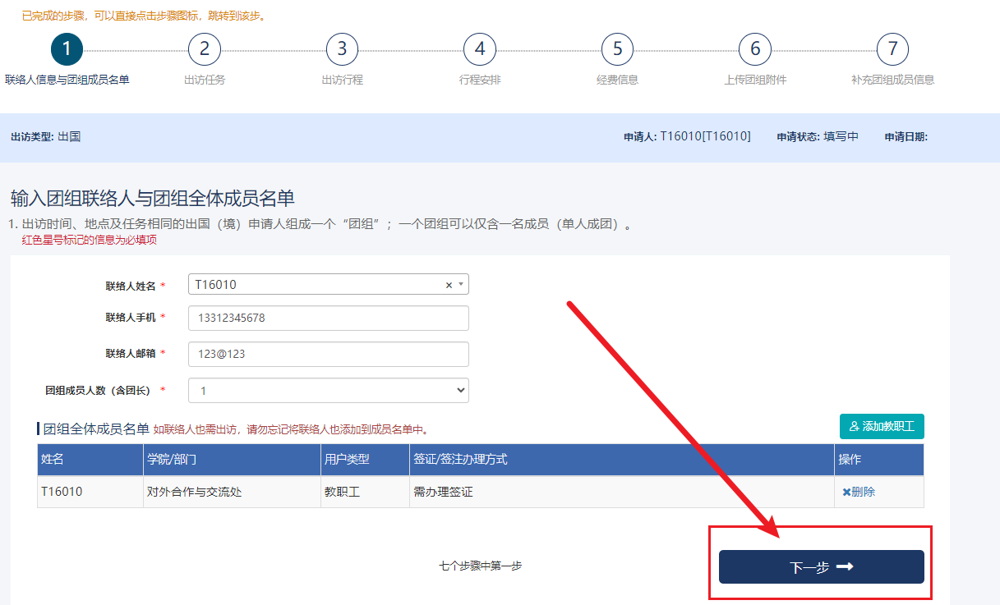 已完成的步骤，可以直接点击步骤图标，跳转到该步。
1 2 3 4 5 6 7
联络人信息与团组成员名单 出访任务 出访行程 行程安排 经费信息 上传团组附件 补充团组成员信息
出访类型: 出国 申请人: T16010[T16010] 申请状态: 填写中 申请日期:
输入团组联络人与团组全体成员名单
1. 出访时间、地点及任务相同的出国（境）申请人组成一个“团组”；一个团组可以仅含一名成员（单人成团）。
红色星号标记的信息为必填项
联络人姓名 * T16010 ×
联络人手机 * 13312345678
联络人邮箱 * 123@123
团组成员人数（含团长） * 1
团组全体成员名单 如联络人也需出访，请勿忘记将联络人也添加到成员名单中。 添加教职工
姓名 学院/部门 用户类型 签证/签注办理方式 操作
T16010 对外合作与交流处 教职工 需办理签证 ✖删除
七个步骤中第一步 下一步 ➞